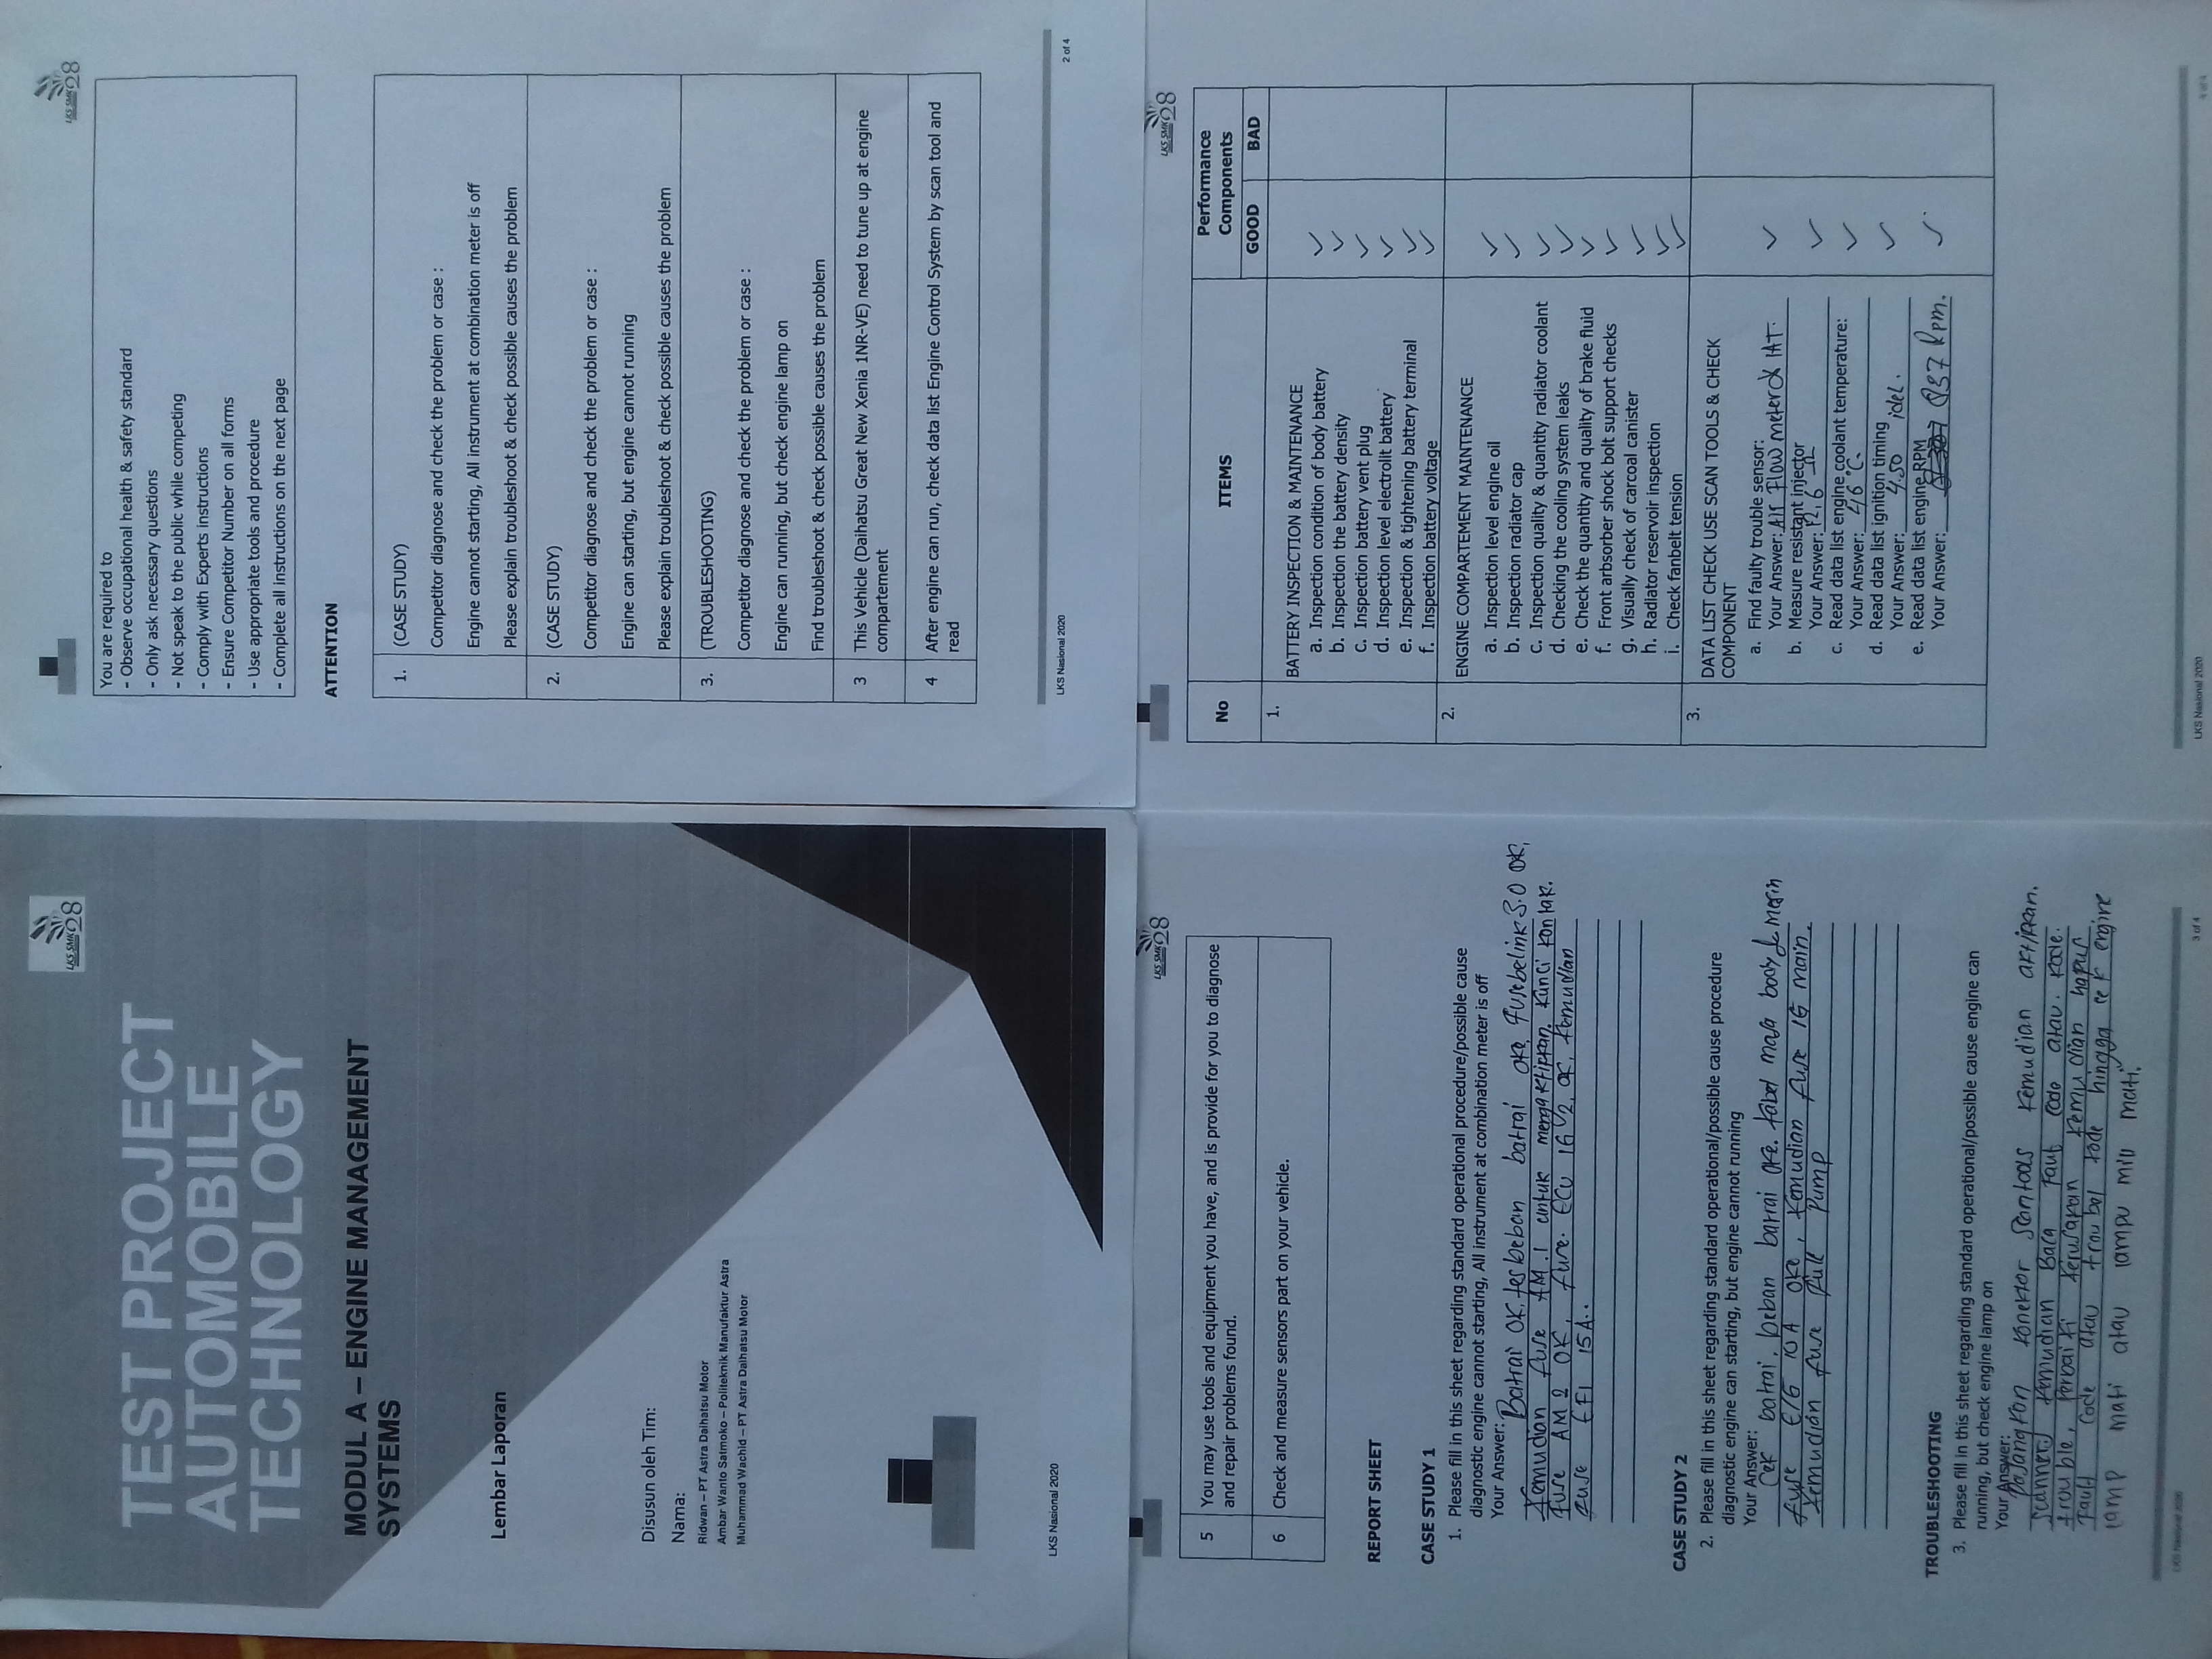 LKS SMK 28
TEST PROJECT
AUTOMOBILE
TECHNOLOGY
MODUL A – ENGINE MANAGEMENT
SYSTEMS
Lembar Laporan
Disusun oleh Tim:
Nama:
Ridwan – PT Astra Daihatsu Motor
Ambar Wanto Satmoko – Politeknik Manufaktur Astra
Muhammad Wachid – PT Astra Daihatsu Motor
LKS Nasional 2020
LKS SMK 28
You are required to
- Observe occupational health & safety standard
- Only ask necessary questions
- Not speak to the public while competing
- Comply with Experts instructions
- Ensure Competitor Number on all forms
- Use appropriate tools and procedure
- Complete all instructions on the next page
ATTENTION
1. (CASE STUDY)
Competitor diagnose and check the problem or case :
Engine cannot starting, All instrument at combination meter is off
Please explain troubleshoot & check possible causes the problem
2. (CASE STUDY)
Competitor diagnose and check the problem or case :
Engine can starting, but engine cannot running
Please explain troubleshoot & check possible causes the problem
3. (TROUBLESHOOTING)
Competitor diagnose and check the problem or case :
Engine can running, but check engine lamp on
Find troubleshoot & check possible causes the problem
3 This Vehicle (Daihatsu Great New Xenia 1NR-VE) need to tune up at engine
compartement
4 After engine can run, check data list Engine Control System by scan tool and
read
LKS Nasional 2020
2 of 4
LKS SMK 28
5 You may use tools and equipment you have, and is provide for you to diagnose
and repair problems found.
6 Check and measure sensors part on your vehicle.
REPORT SHEET
CASE STUDY 1
1. Please fill in this sheet regarding standard operational procedure/possible cause
diagnostic engine cannot starting, All instrument at combination meter is off
Your Answer:
Batrai OK, tes beban batrai oke, fusebelink 3.0 OK,
Kemudian fuse AM.1 untuk mengaktipkan. Kunci kontak.
fuse AM 2 OK, fuse. ECU IG 1/2, OK, kemudian
fuse EFI 15A..
CASE STUDY 2
2. Please fill in this sheet regarding standard operational/possible cause procedure
diagnostic engine can starting, but engine cannot running
Your Answer:
Cek batrai, beban barrai oke. kabel masa body & mesin
fuse E/G 10A oke, kemudian fuse IG main.
Kemudian fuse full Pump
TROUBLESHOOTING
3. Please fill in this sheet regarding standard operational/possible cause engine can
running, but check engine lamp on
Your Answer:
Pasangkon Konektor Scantools Kemudian aktipkan.
scanner, Kemudian Baca Faut code atau. Kode.
trouble, Perbaiki Kerusakan Kemudian hapus
Fault Code atau troubel kode hingga cek engine
lamp mati atau lampu mill mati.
LKS Nasional 2020
3 of 4
LKS SMK 28
No ITEMS Performance
Components
GOOD BAD
1.
BATTERY INSPECTION & MAINTENANCE
a. Inspection condition of body battery ✓
b. Inspection the battery density ✓
c. Inspection battery vent plug ✓
d. Inspection level electrolit battery ✓
e. Inspection & tightening battery terminal ✓
f. Inspection battery voltage ✓
2.
ENGINE COMPARTEMENT MAINTENANCE
a. Inspection level engine oil ✓
b. Inspection radiator cap ✓
c. Inspection quality & quantity radiator coolant ✓
d. Checking the cooling system leaks ✓
e. Check the quantity and quality of brake fluid ✓
f. Front arbsorber shock bolt support checks ✓
g. Visually check of carcoal canister ✓
h. Radiator reservoir inspection ✓
i. Check fanbelt tension ✓
3.
DATA LIST CHECK USE SCAN TOOLS & CHECK
COMPONENT
a. Find faulty trouble sensor:
Your Answer: Air Flow meter & IAT. ✓
b. Measure resistant injector
Your Answer: 12,6 Ω ✓
c. Read data list engine coolant temperature:
Your Answer: 46 °C. ✓
d. Read data list ignition timing
Your Answer: 4.50 idel. ✓
e. Read data list engine RPM
Your Answer: 837 Rpm. ✓
LKS Nasional 2020
4 of 4